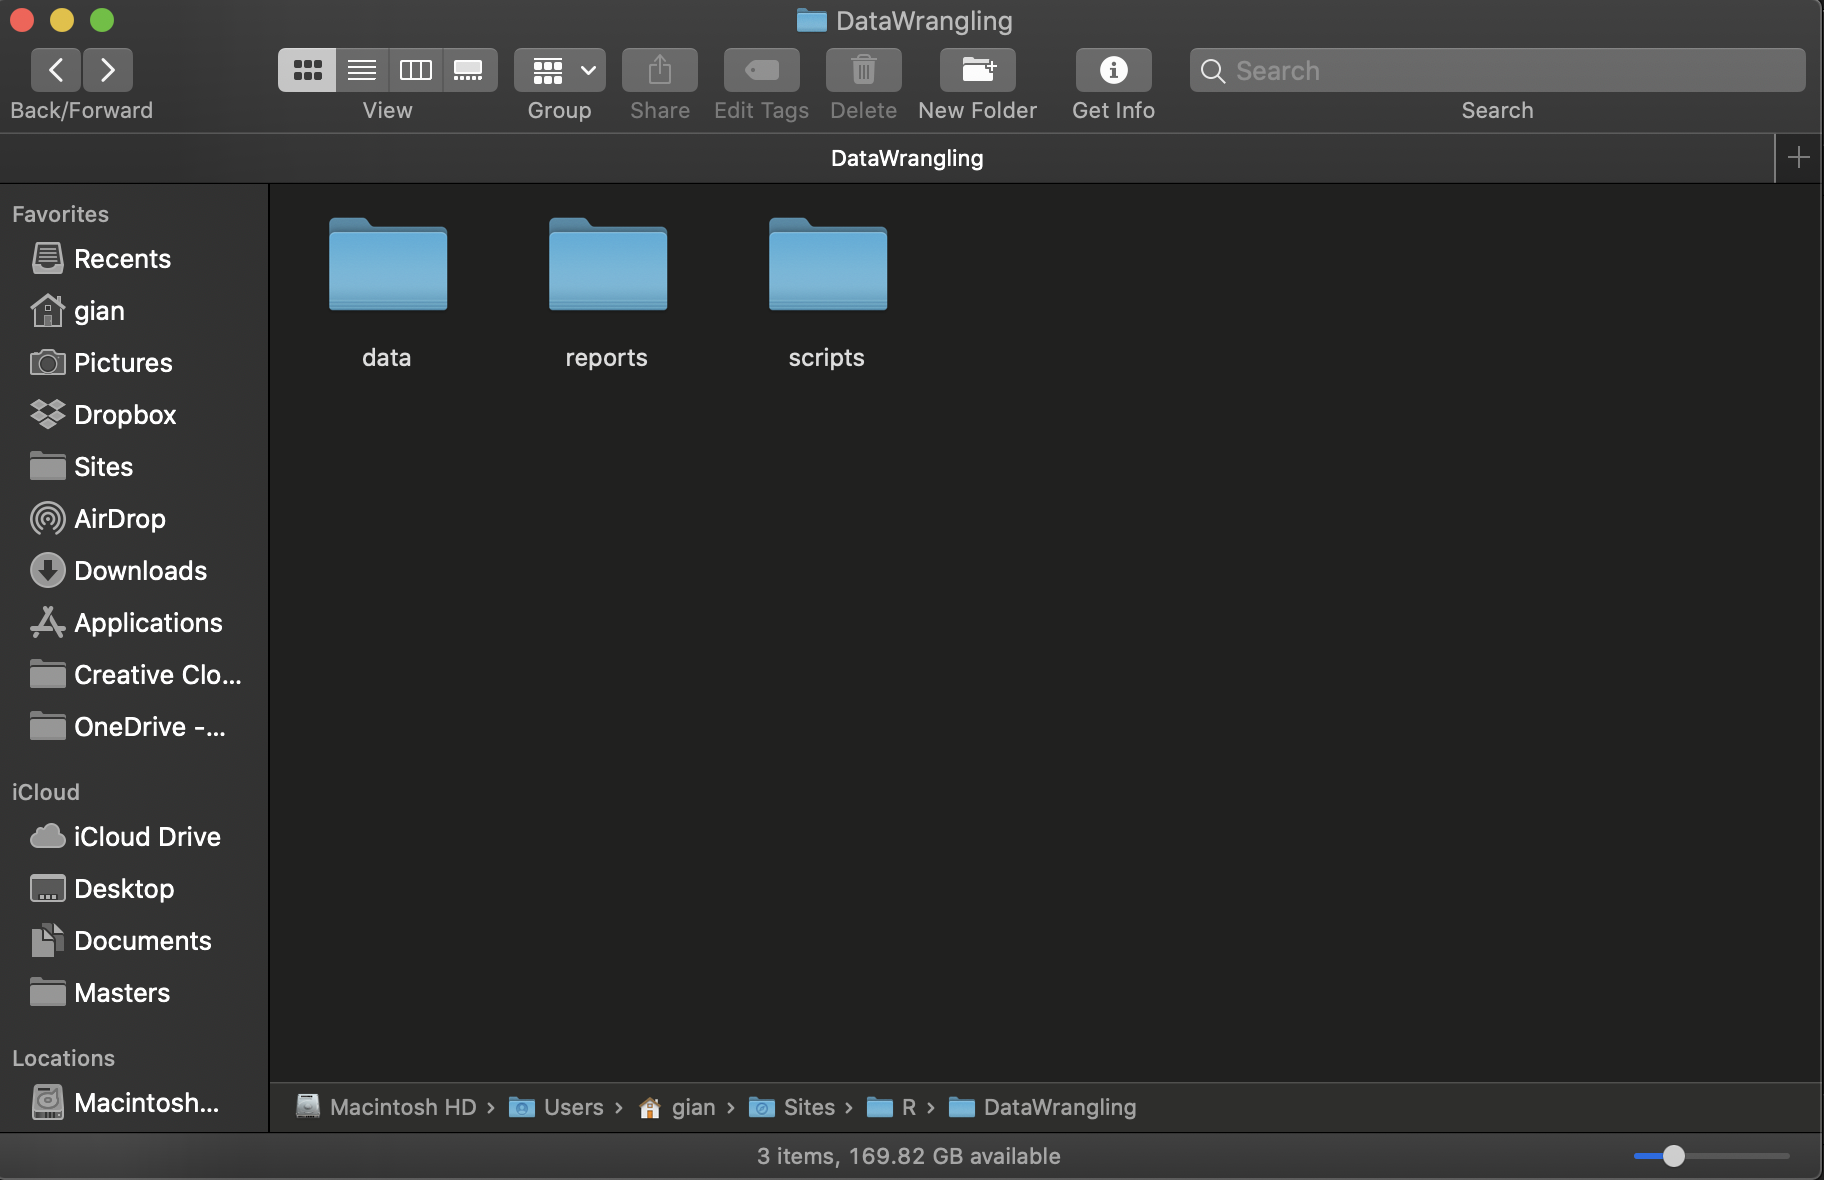 DataWrangling
Search
Back/Forward
View
Group
Share
Edit Tags
Delete
New Folder
Get Info
Search
DataWrangling
Favorites
Recents
gian
Pictures
Dropbox
Sites
AirDrop
Downloads
Applications
Creative Clo...
OneDrive -...
iCloud
iCloud Drive
Desktop
Documents
Masters
Locations
Macintosh...
data
reports
scripts
Macintosh HD › Users › gian › Sites › R › DataWrangling
3 items, 169.82 GB available